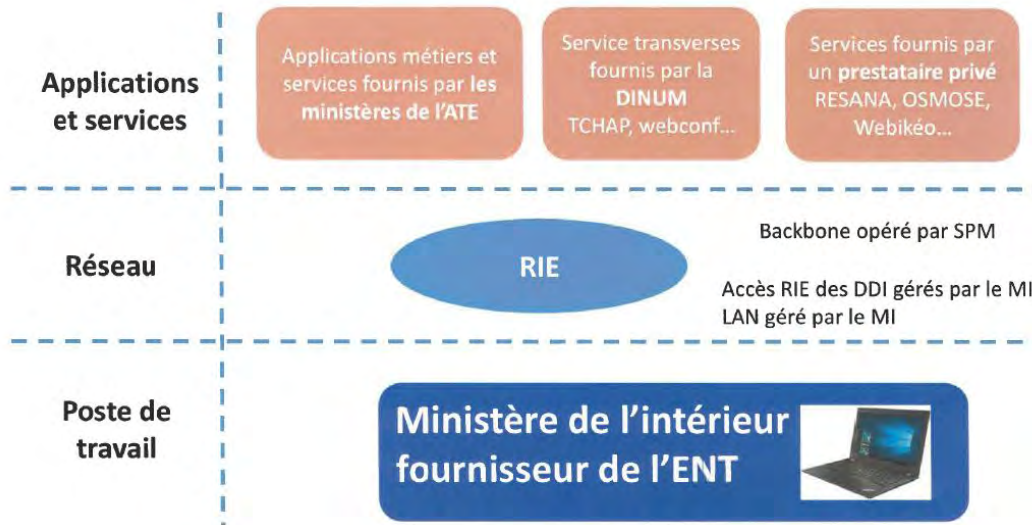 Applications
et services
Applications métiers et
services fournis par les
ministères de l'ATE
Service transverses
fournis par la
DINUM
TCHAP, webconf...
Services fournis par
un prestataire privé
RESANA, OSMOSE,
Webikéo...
Réseau
RIE
Backbone opéré par SPM
Accès RIE des DDI gérés par le MI
LAN géré par le MI
Poste de
travail
Ministère de l'intérieur
fournisseur de l'ENT